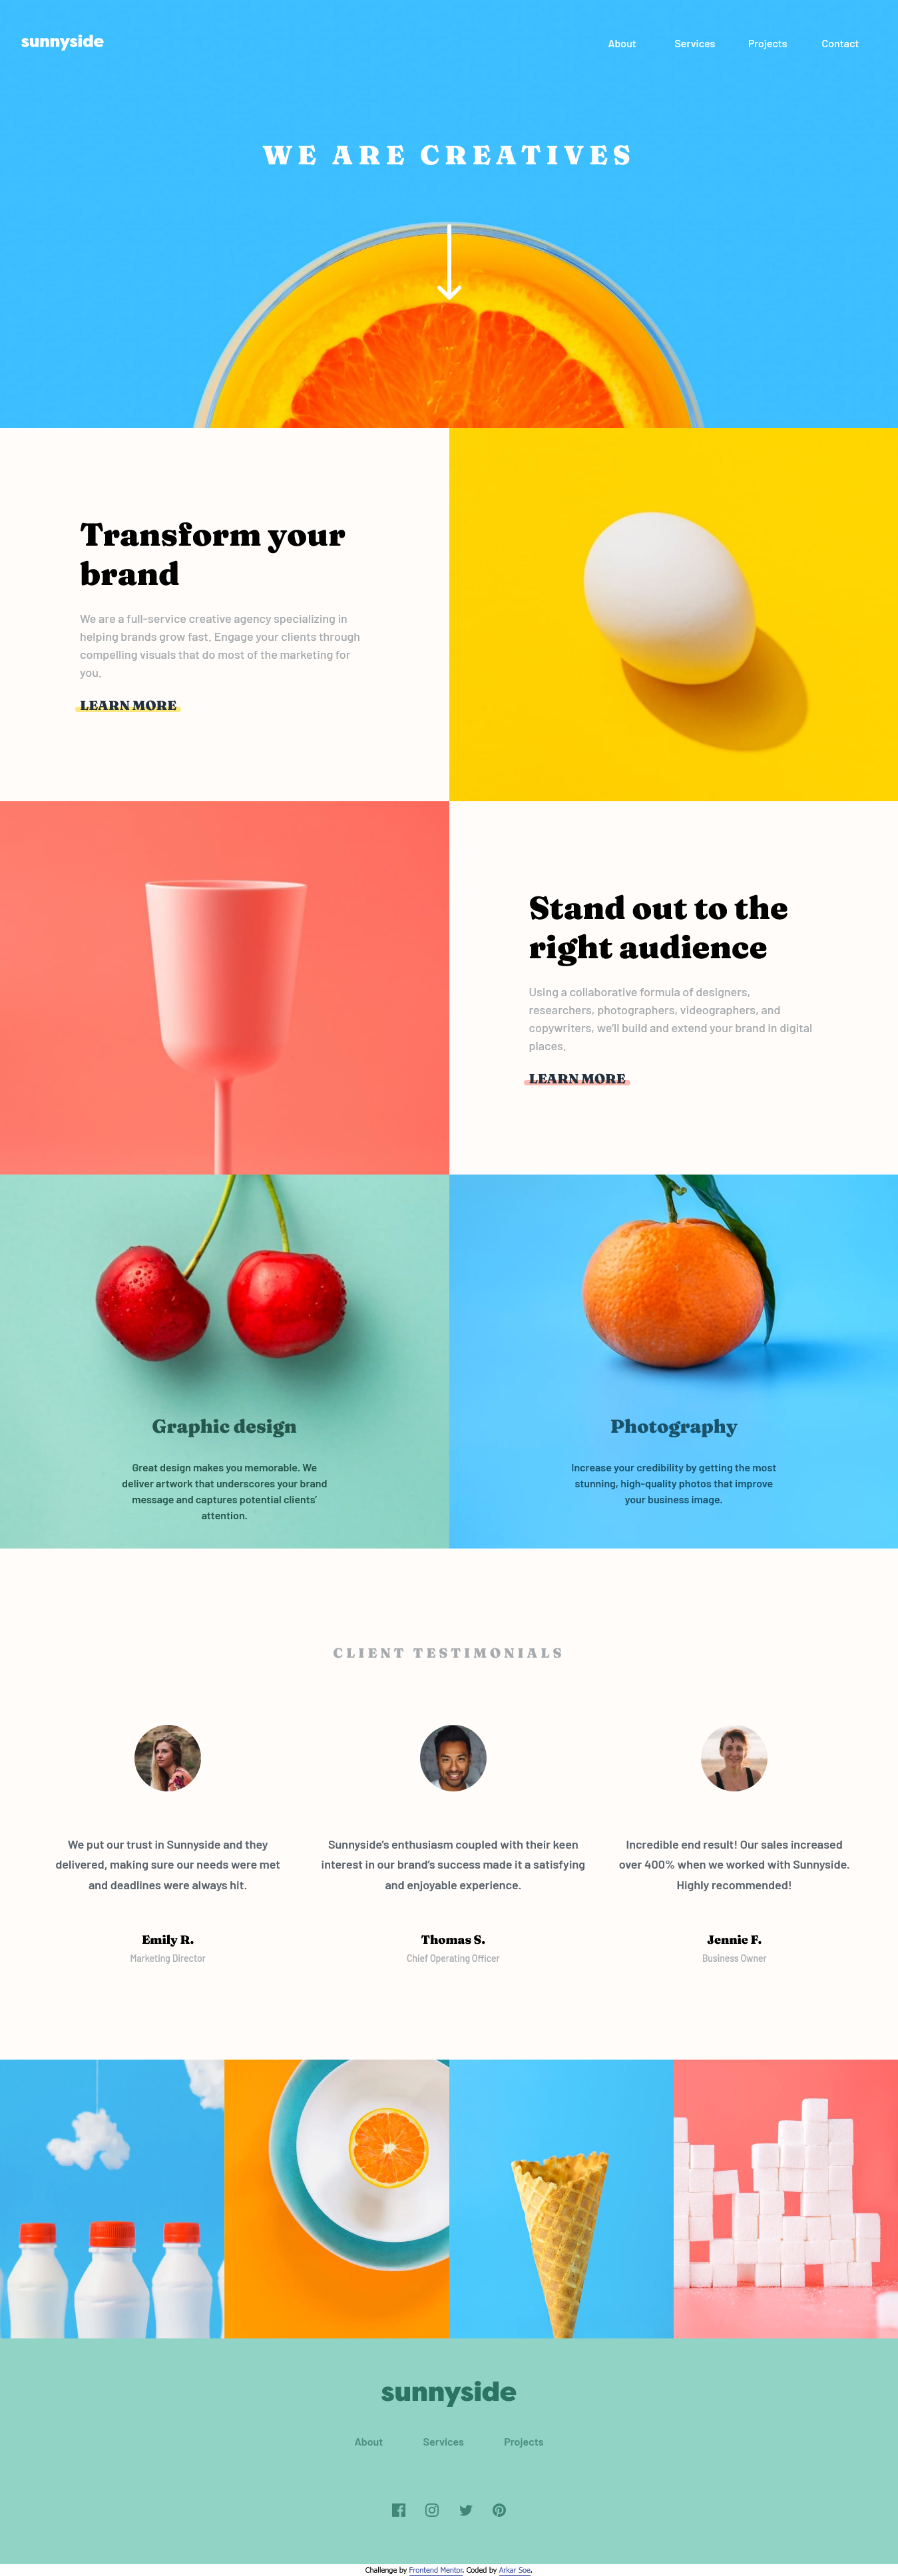 sunnyside
About Services Projects Contact
WE ARE CREATIVES
Transform your
brand
We are a full-service creative agency specializing in
helping brands grow fast. Engage your clients through
compelling visuals that do most of the marketing for
you.
LEARN MORE
Stand out to the
right audience
Using a collaborative formula of designers,
researchers, photographers, videographers, and
copywriters, we'll build and extend your brand in digital
places.
LEARN MORE
Graphic design
Great design makes you memorable. We
deliver artwork that underscores your brand
message and captures potential clients'
attention.
Photography
Increase your credibility by getting the most
stunning, high-quality photos that improve
your business image.
CLIENT TESTIMONIALS
We put our trust in Sunnyside and they
delivered, making sure our needs were met
and deadlines were always hit.
Emily R.
Marketing Director
Sunnyside's enthusiasm coupled with their keen
interest in our brand's success made it a satisfying
and enjoyable experience.
Thomas S.
Chief Operating Officer
Incredible end result! Our sales increased
over 400% when we worked with Sunnyside.
Highly recommended!
Jennie F.
Business Owner
sunnyside
About Services Projects
Challenge by Frontend Mentor. Coded by Arkar Soe.